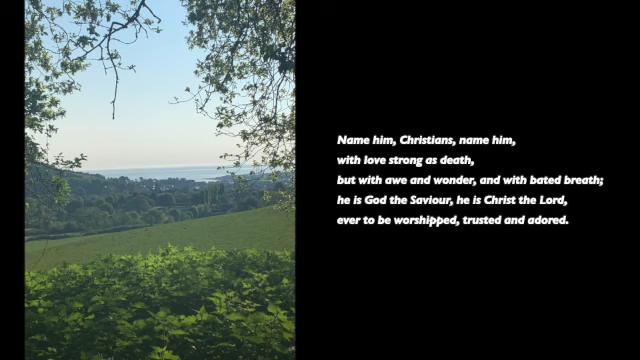 Name him, Christians, name him,
with love strong as death,
but with awe and wonder, and with bated breath;
he is God the Saviour, he is Christ the Lord,
ever to be worshipped, trusted and adored.